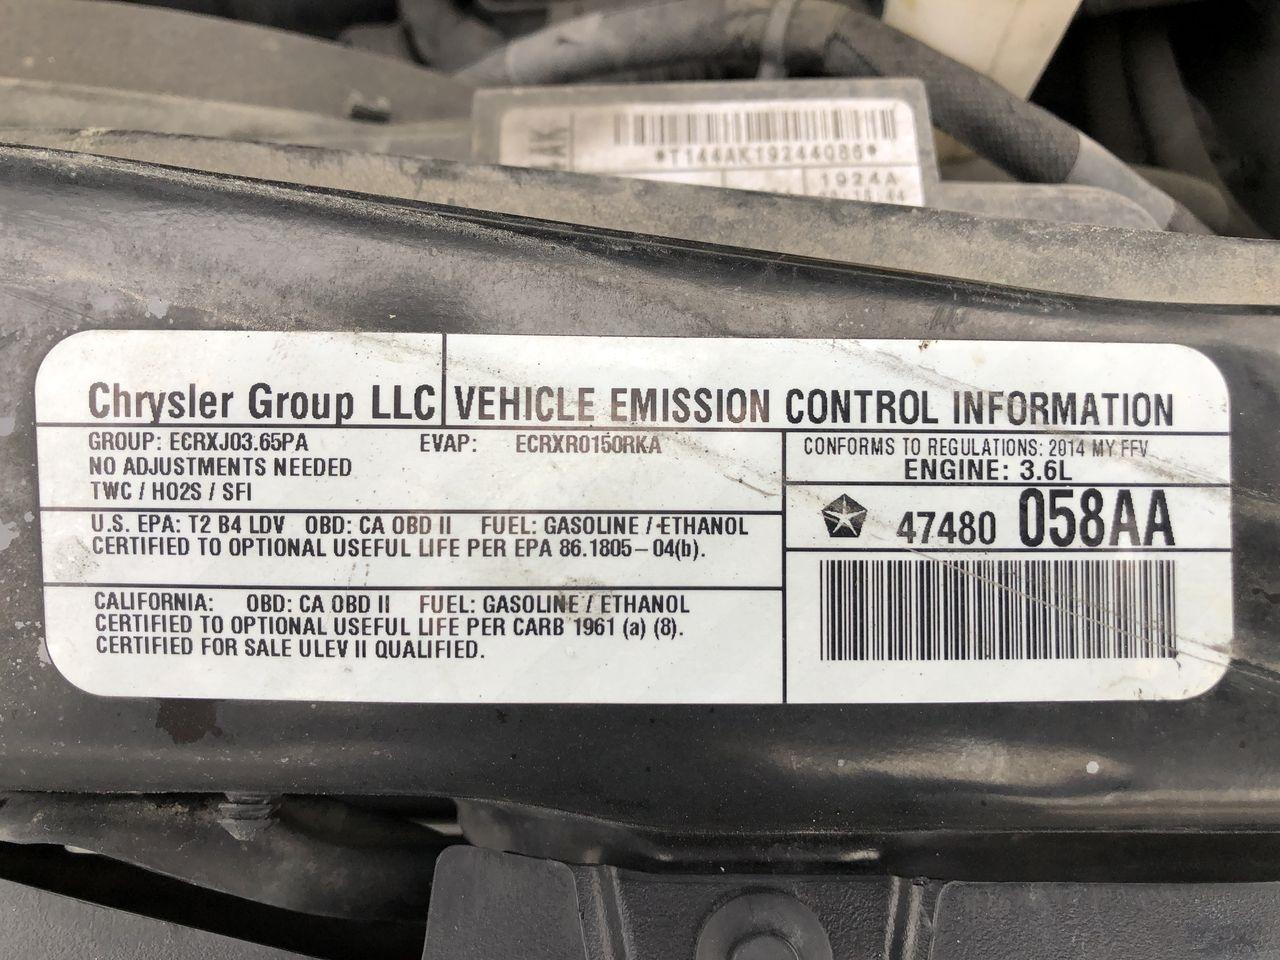 4AK
*T144AK19244086*
1924A
Chrysler Group LLC VEHICLE EMISSION CONTROL INFORMATION
GROUP: ECRXJ03.65PA EVAP: ECRXR0150RKA
NO ADJUSTMENTS NEEDED
TWC / HO2S / SFI
CONFORMS TO REGULATIONS: 2014 MY FFV
ENGINE: 3.6L
47480 058AA
U.S. EPA: T2 B4 LDV OBD: CA OBD II FUEL: GASOLINE / ETHANOL
CERTIFIED TO OPTIONAL USEFUL LIFE PER EPA 86.1805-04(b).
CALIFORNIA: OBD: CA OBD II FUEL: GASOLINE / ETHANOL
CERTIFIED TO OPTIONAL USEFUL LIFE PER CARB 1961 (a) (8).
CERTIFIED FOR SALE ULEV II QUALIFIED.